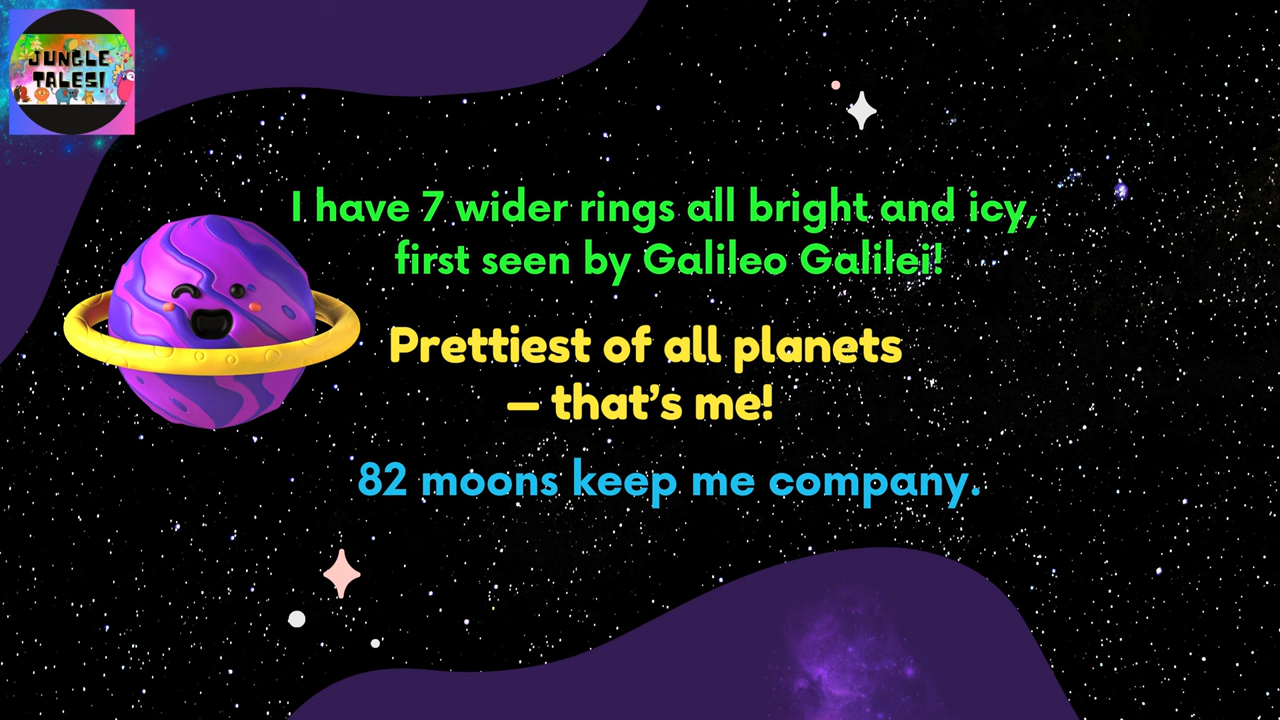 JUNGLE
TALES!
I have 7 wider rings all bright and icy,
first seen by Galileo Galilei!
Prettiest of all planets
– that’s me!
82 moons keep me company.